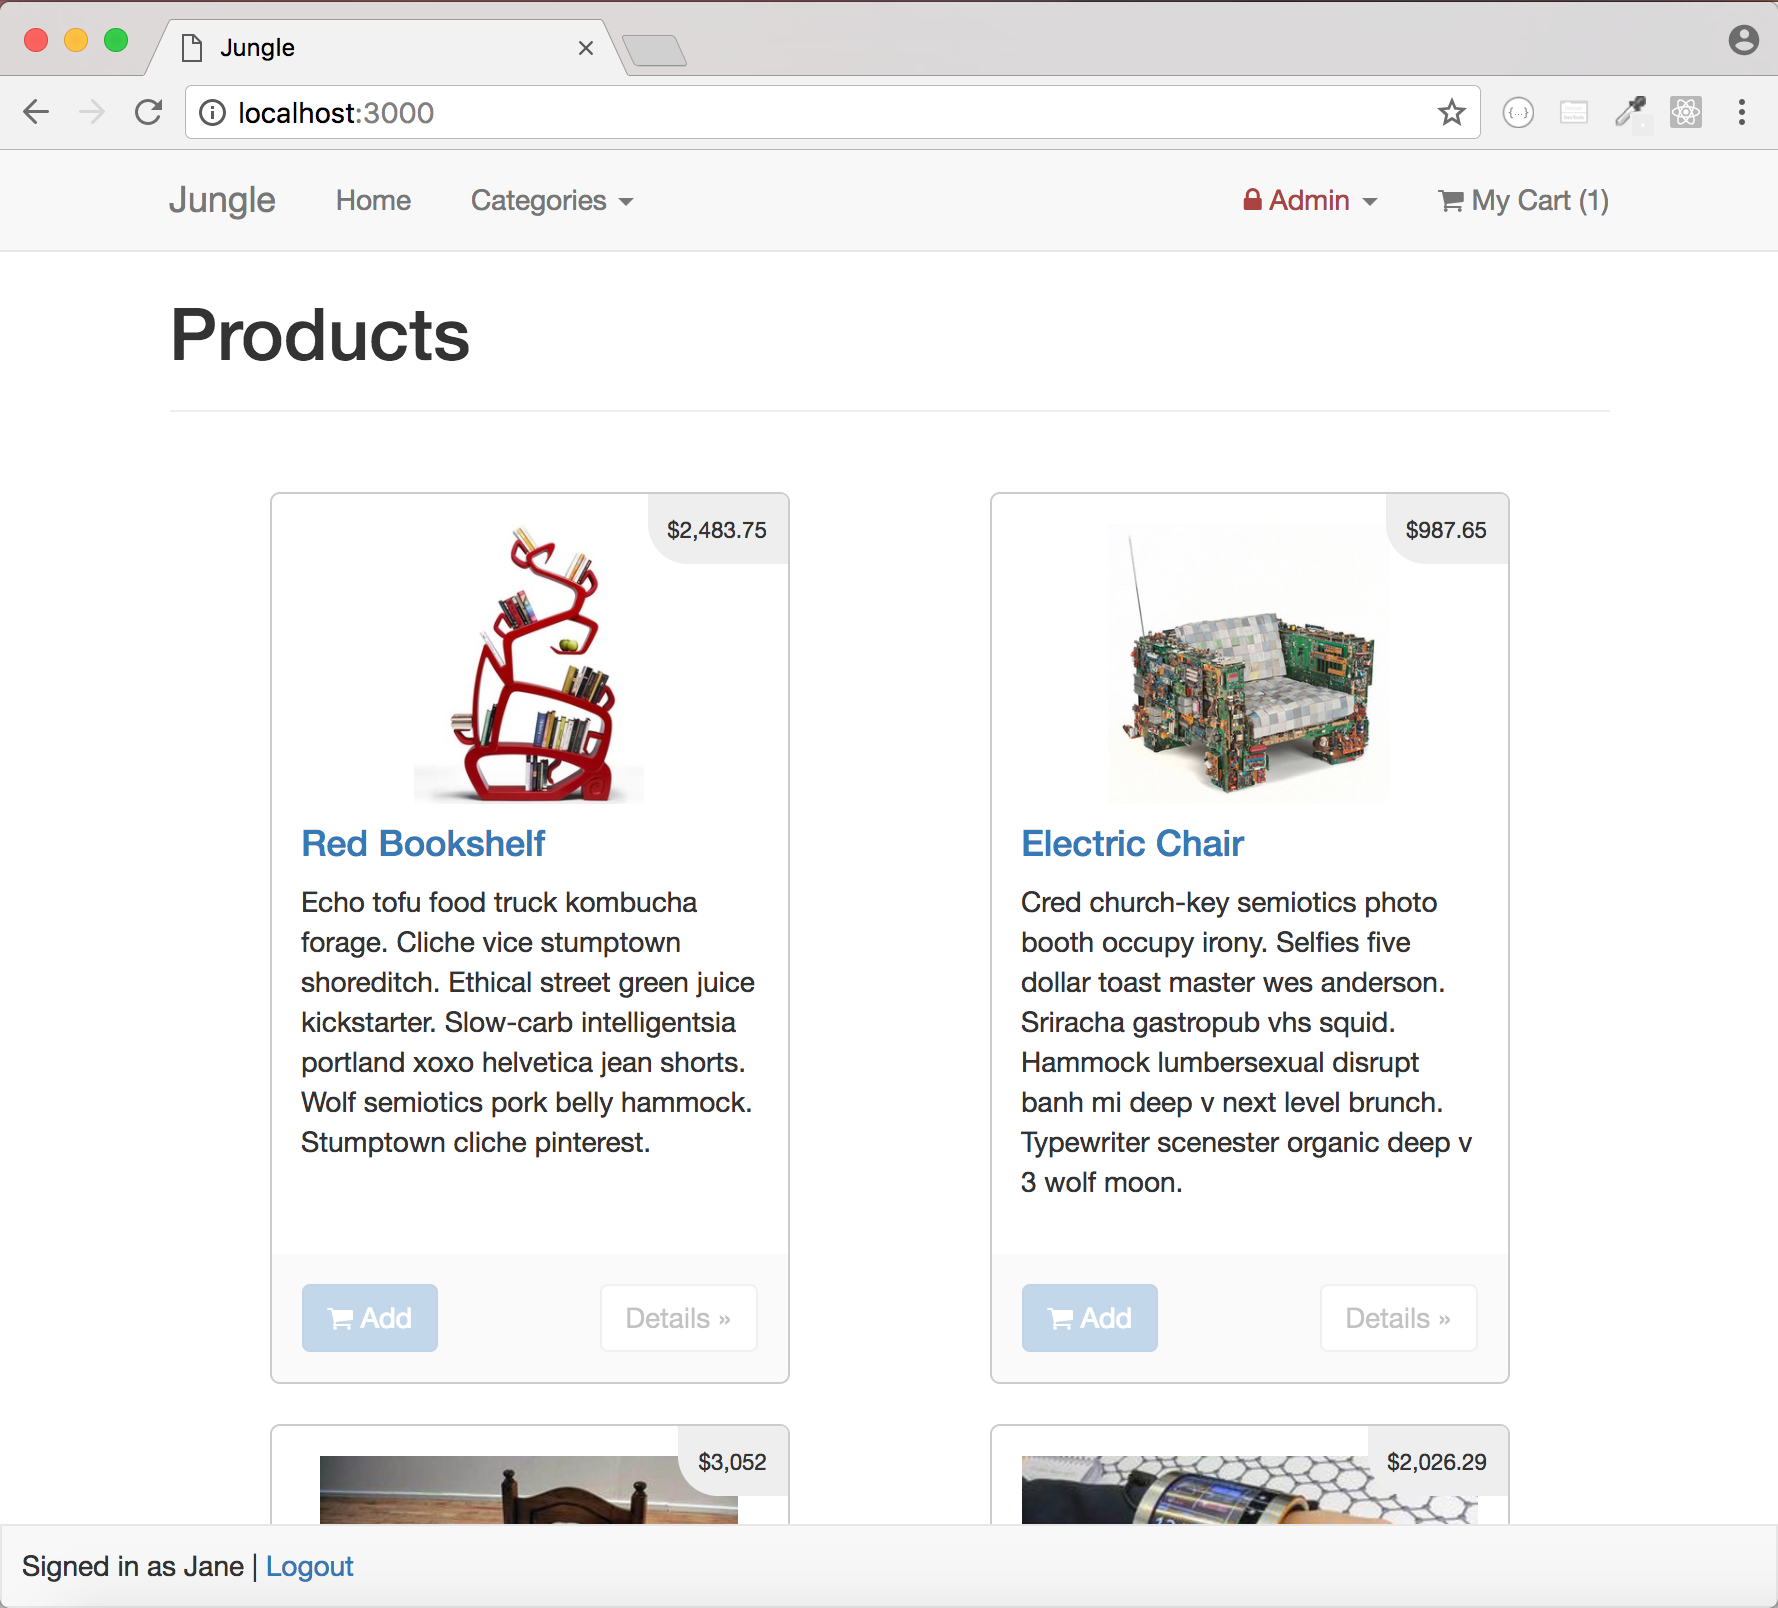 Jungle
localhost:3000
Jungle Home Categories Admin My Cart (1)
Products
$2,483.75
Red Bookshelf
Echo tofu food truck kombucha
forage. Cliche vice stumptown
shoreditch. Ethical street green juice
kickstarter. Slow-carb intelligentsia
portland xoxo helvetica jean shorts.
Wolf semiotics pork belly hammock.
Stumptown cliche pinterest.
Add Details »
$987.65
Electric Chair
Cred church-key semiotics photo
booth occupy irony. Selfies five
dollar toast master wes anderson.
Sriracha gastropub vhs squid.
Hammock lumbersexual disrupt
banh mi deep v next level brunch.
Typewriter scenester organic deep v
3 wolf moon.
Add Details »
$3,052
$2,026.29
Signed in as Jane | Logout